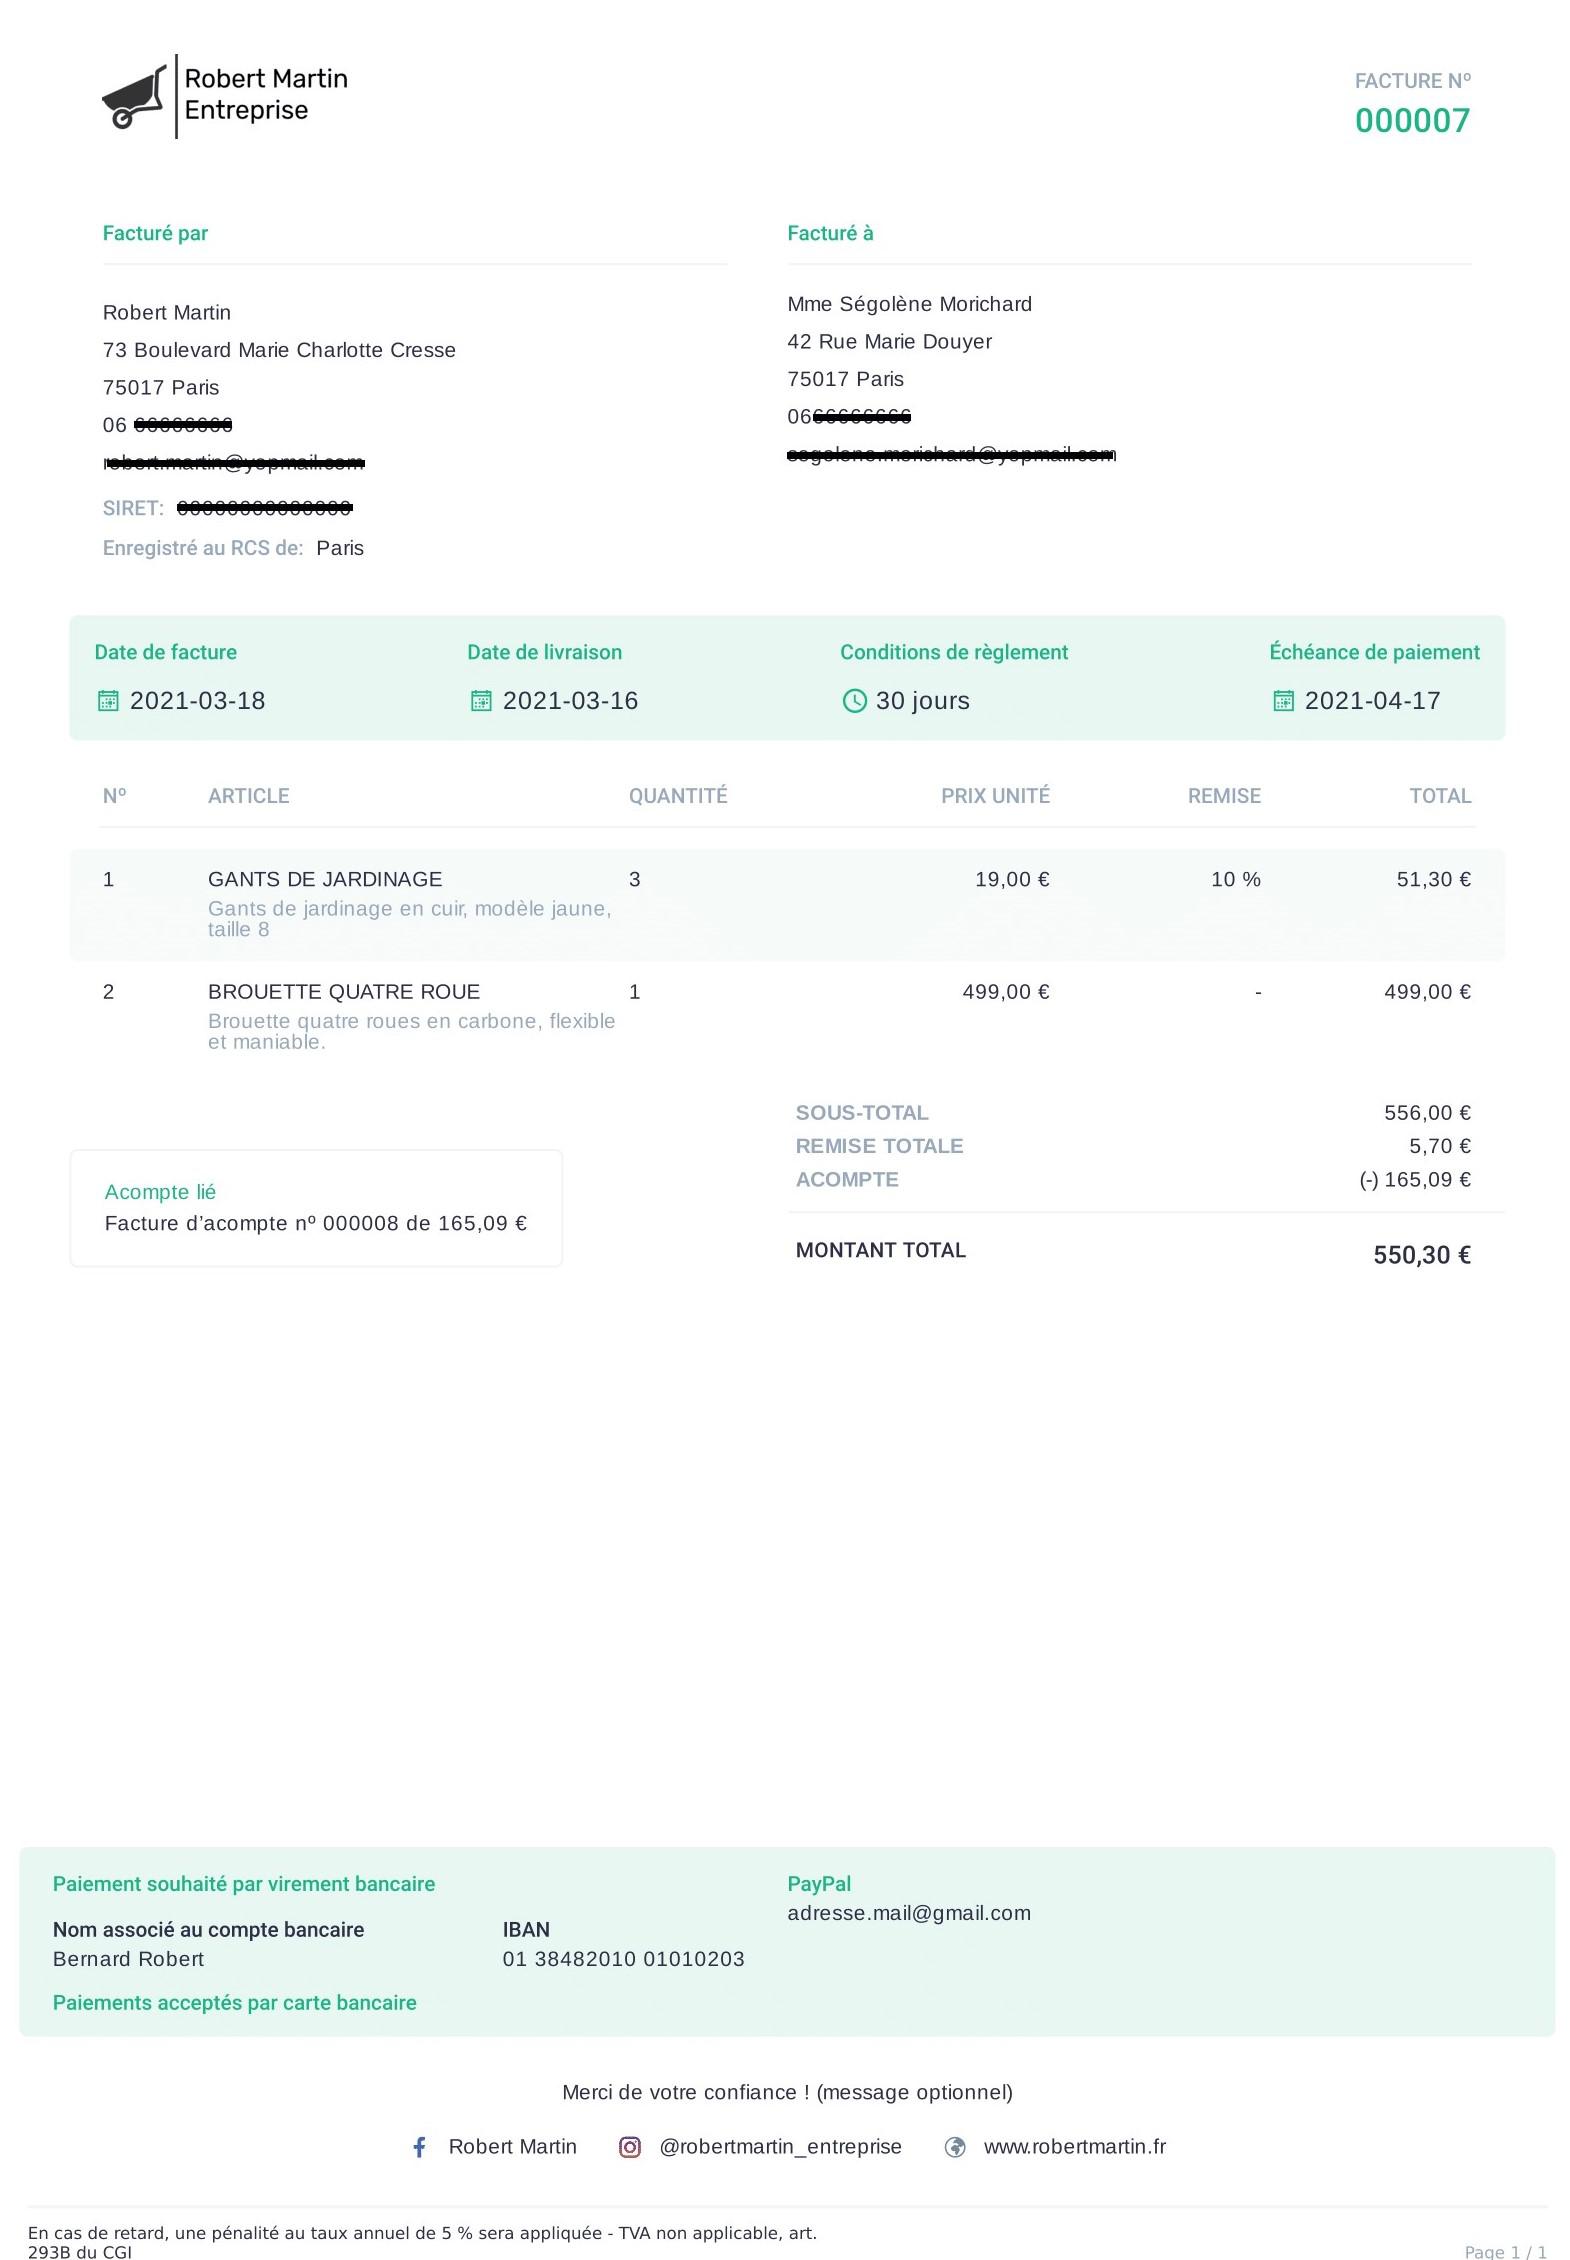 Robert Martin
Entreprise
FACTURE Nº
000007
Facturé par
Robert Martin
73 Boulevard Marie Charlotte Cresse
75017 Paris
06
SIRET:
Enregistré au RCS de: Paris
Facturé à
Mme Ségolène Morichard
42 Rue Marie Douyer
75017 Paris
06
Date de facture Date de livraison Conditions de règlement Échéance de paiement
2021-03-18 2021-03-16 30 jours 2021-04-17
Nº ARTICLE QUANTITÉ PRIX UNITÉ REMISE TOTAL
1 GANTS DE JARDINAGE 3 19,00 € 10 % 51,30 €
Gants de jardinage en cuir, modèle jaune,
taille 8
2 BROUETTE QUATRE ROUE 1 499,00 € - 499,00 €
Brouette quatre roues en carbone, flexible
et maniable.
SOUS-TOTAL 556,00 €
REMISE TOTALE 5,70 €
ACOMPTE (-) 165,09 €
Acompte lié
Facture d’acompte nº 000008 de 165,09 €
MONTANT TOTAL 550,30 €
Paiement souhaité par virement bancaire
Nom associé au compte bancaire IBAN
Bernard Robert 01 38482010 01010203
Paiements acceptés par carte bancaire
PayPal
adresse.mail@gmail.com
Merci de votre confiance ! (message optionnel)
Robert Martin @robertmartin_entreprise www.robertmartin.fr
En cas de retard, une pénalité au taux annuel de 5 % sera appliquée - TVA non applicable, art.
293B du CGI
Page 1 / 1